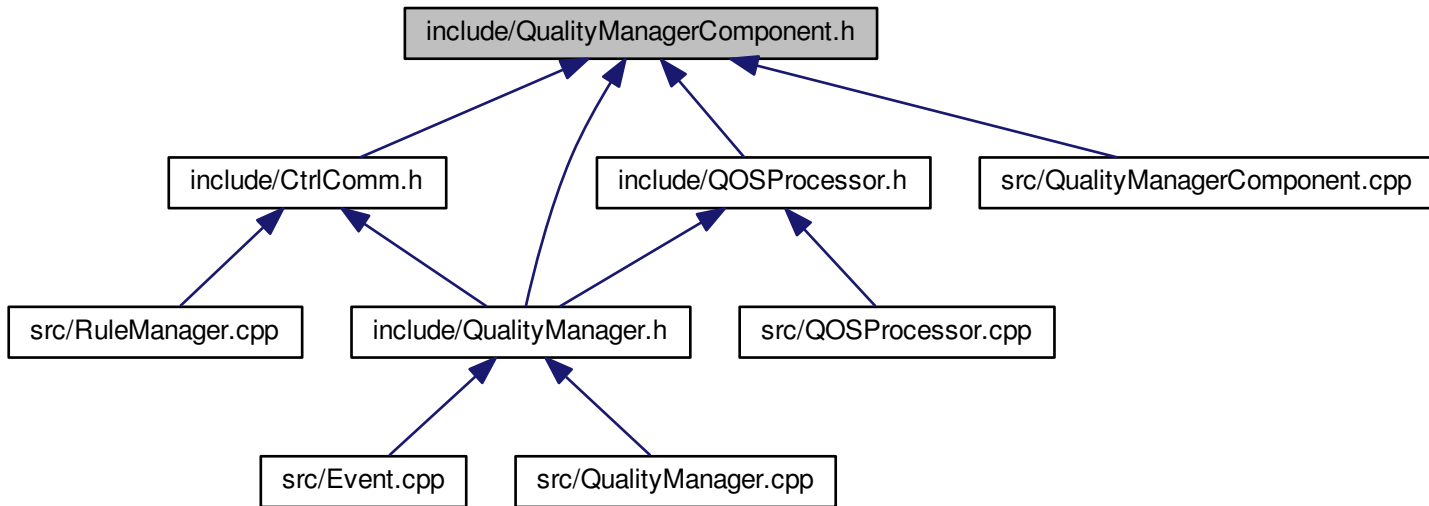 include/QualityManagerComponent.h
include/CtrlComm.h
include/QOSProcessor.h
src/QualityManagerComponent.cpp
src/RuleManager.cpp
include/QualityManager.h
src/QOSProcessor.cpp
src/Event.cpp
src/QualityManager.cpp